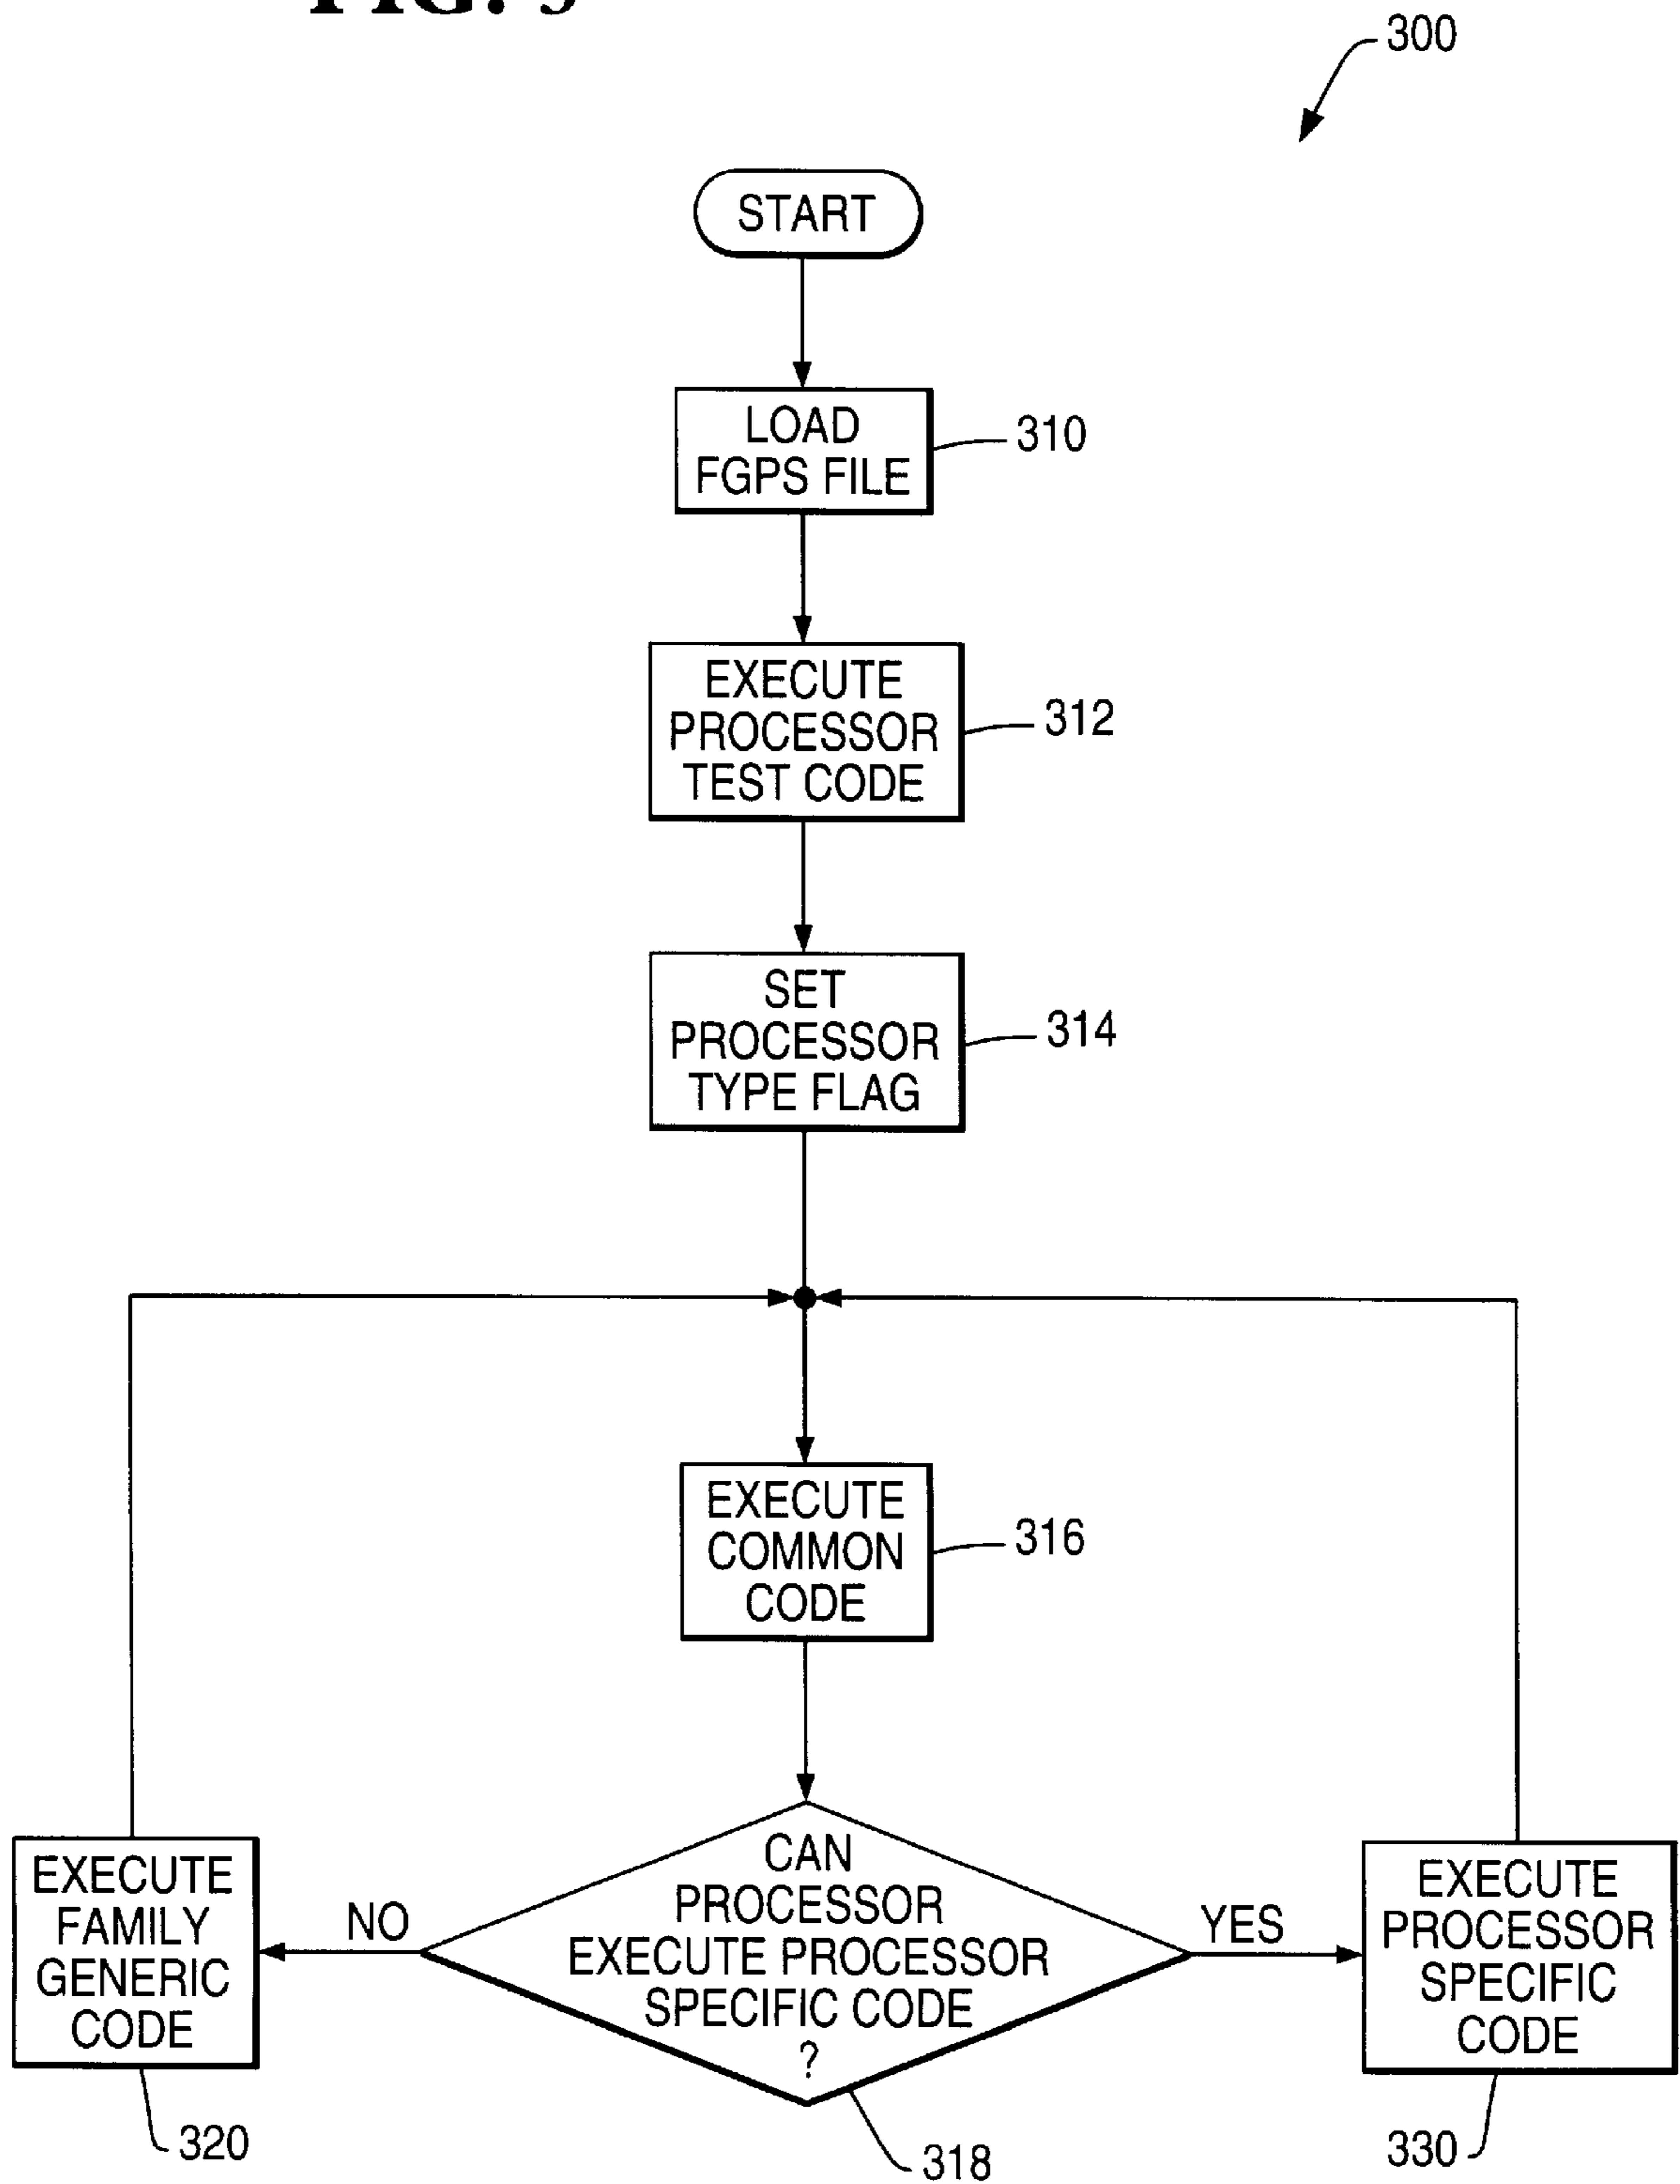 300
START
LOAD
FGPS FILE
310
EXECUTE
PROCESSOR
TEST CODE
312
SET
PROCESSOR
TYPE FLAG
314
EXECUTE
COMMON
CODE
316
EXECUTE
FAMILY
GENERIC
CODE
NO
CAN
PROCESSOR
EXECUTE PROCESSOR
SPECIFIC CODE
?
YES
EXECUTE
PROCESSOR
SPECIFIC
CODE
320
318
330